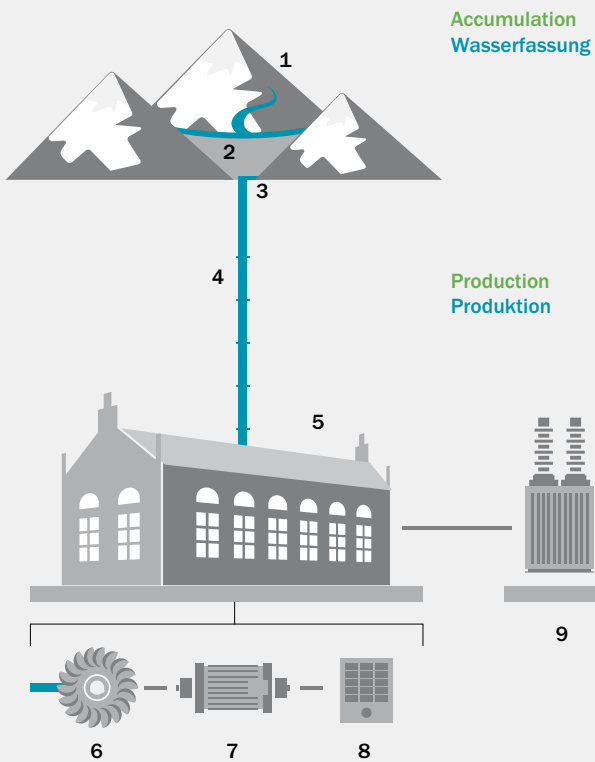 Accumulation
Wasserfassung
1
2
3
4
Production
Produktion
5
9
6 7 8